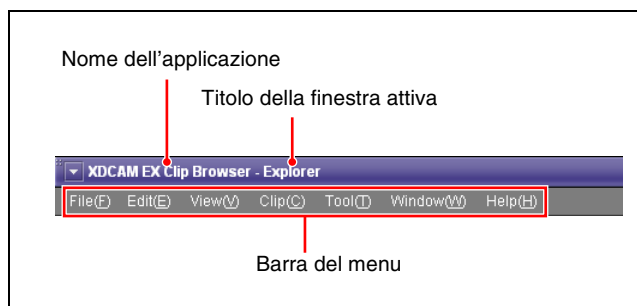 Nome dell'applicazione
Titolo della finestra attiva
XDCAM EX Clip Browser - Explorer
File(F) Edit(E) View(V) Clip(C) Tool(T) Window(W) Help(H)
Barra del menu